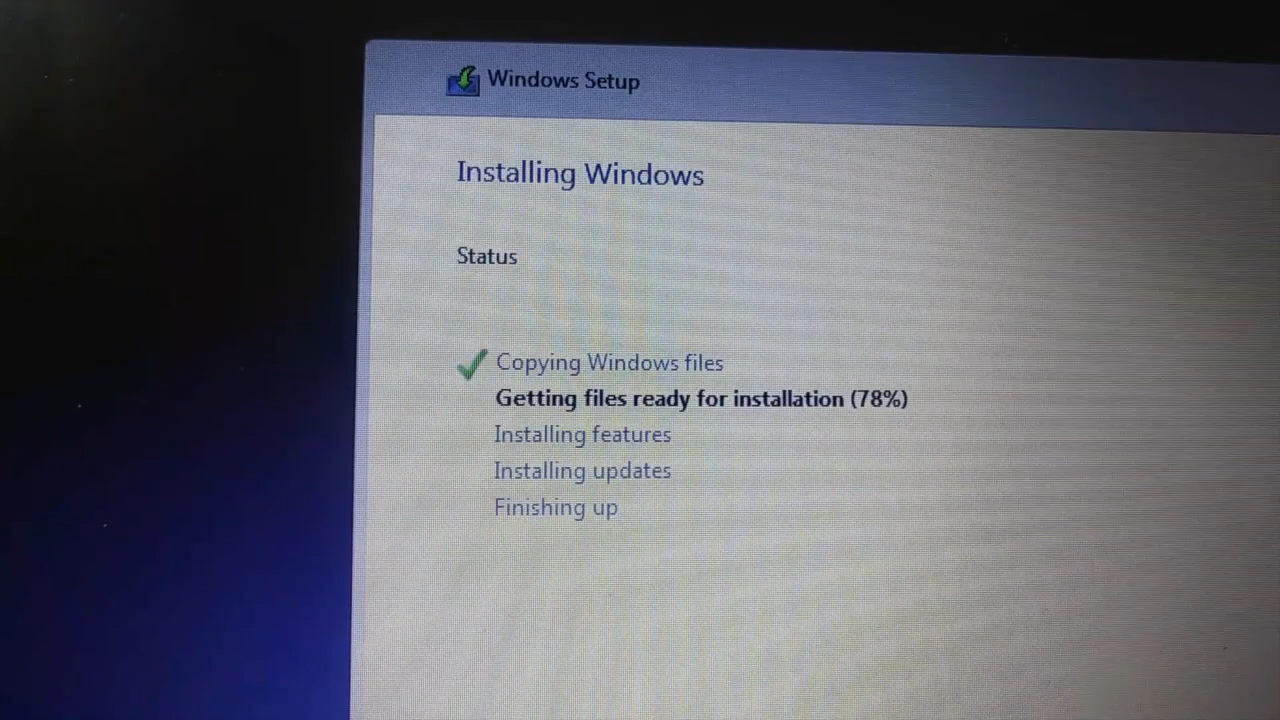 Windows Setup
Installing Windows
Status
Copying Windows files
Getting files ready for installation (78%)
Installing features
Installing updates
Finishing up